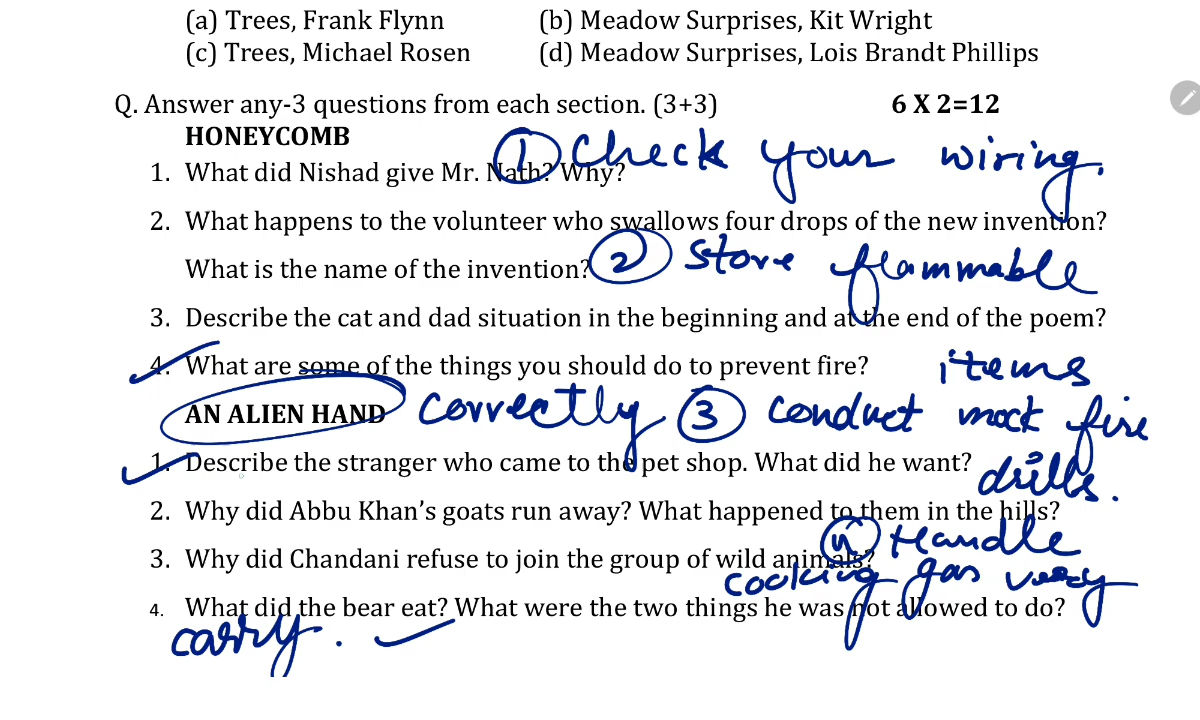 (a) Trees, Frank Flynn (b) Meadow Surprises, Kit Wright
(c) Trees, Michael Rosen (d) Meadow Surprises, Lois Brandt Phillips
Q. Answer any-3 questions from each section. (3+3) 6 X 2=12
HONEYCOMB
① Check your wiring.
1. What did Nishad give Mr. Nath? Why?
2. What happens to the volunteer who swallows four drops of the new invention?
What is the name of the invention?
② Store flammable
3. Describe the cat and dad situation in the beginning and at the end of the poem?
4. What are some of the things you should do to prevent fire?
items
AN ALIEN HAND
correctly ③ conduct mock fire
1. Describe the stranger who came to the pet shop. What did he want?
drills.
2. Why did Abbu Khan's goats run away? What happened to them in the hills?
Handle
3. Why did Chandani refuse to join the group of wild animals?
cooking gas
4. What did the bear eat? What were the two things he was not allowed to do?